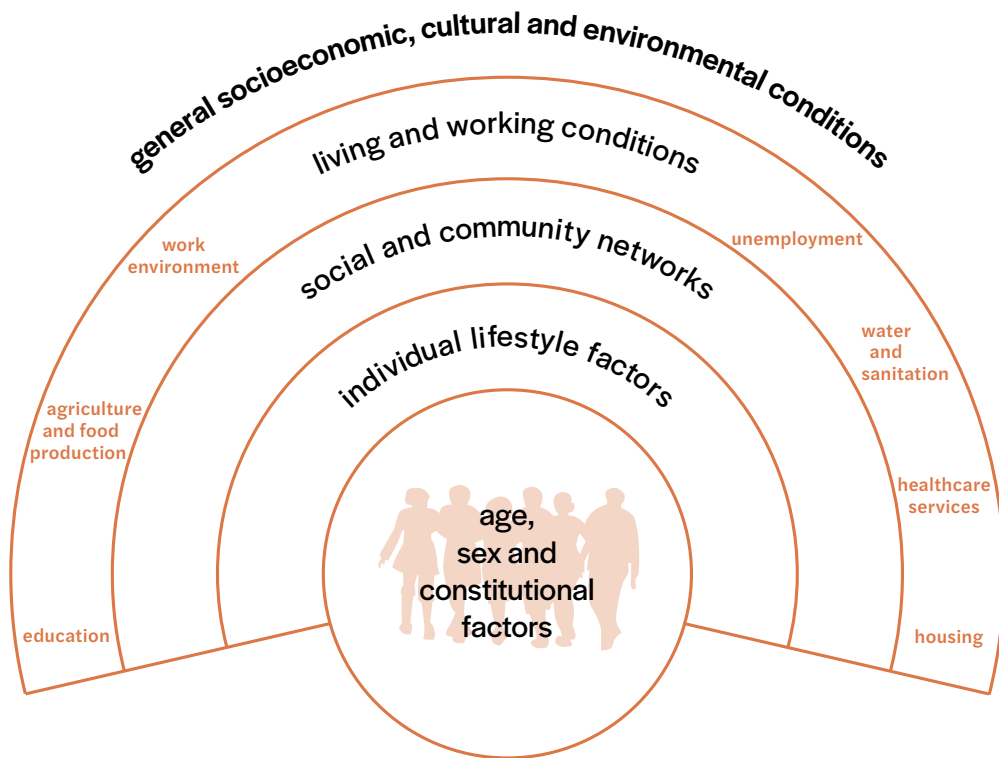 general socioeconomic, cultural and environmental conditions
living and working conditions
social and community networks
individual lifestyle factors
work
environment
unemployment
water
and
sanitation
agriculture
and food
production
healthcare
services
education
housing
age,
sex and
constitutional
factors